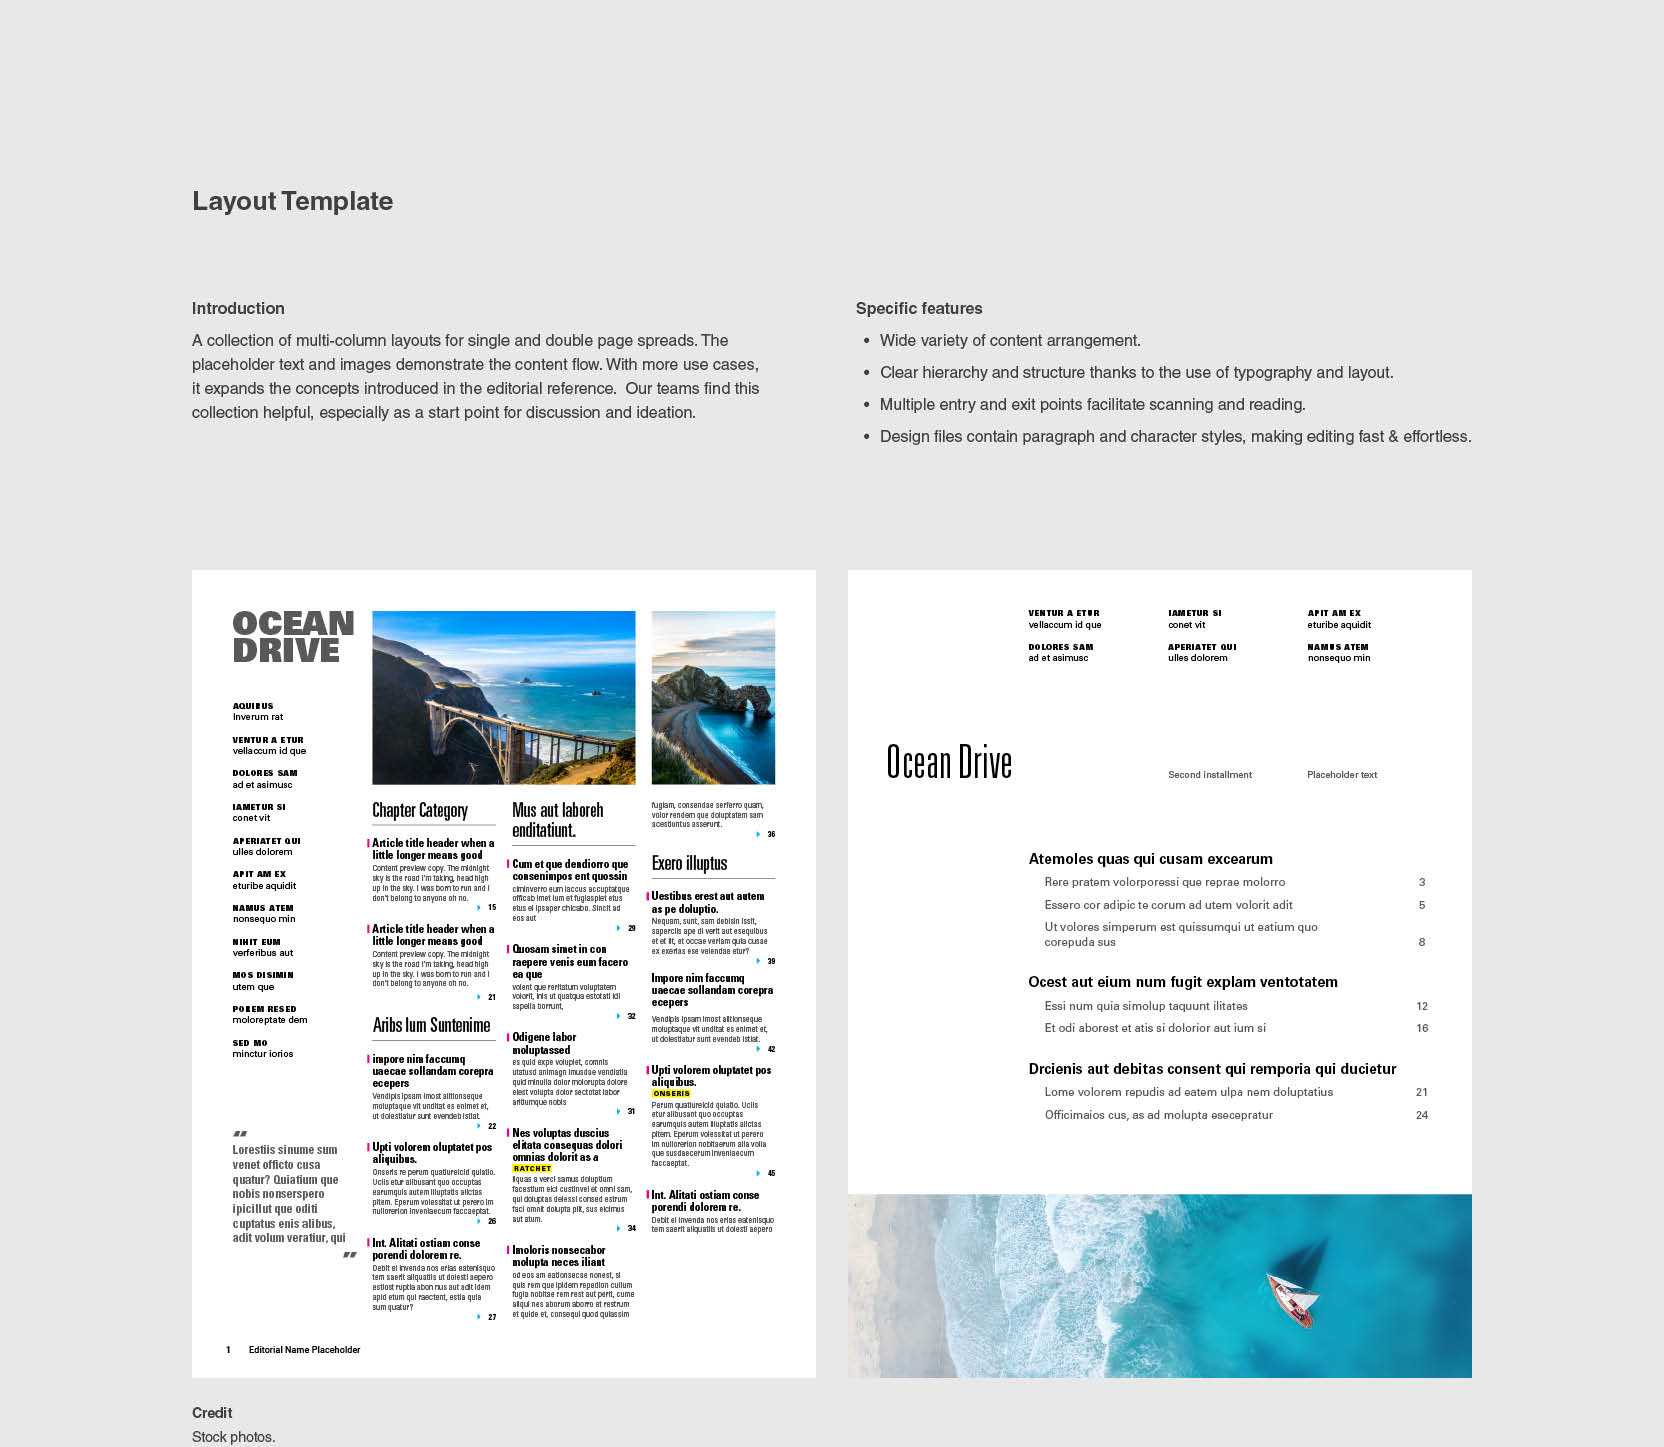 Layout Template
Introduction
A collection of multi-column layouts for single and double page spreads. The
placeholder text and images demonstrate the content flow. With more use cases,
it expands the concepts introduced in the editorial reference.  Our teams find this
collection helpful, especially as a start point for discussion and ideation.
Specific features
• Wide variety of content arrangement.
• Clear hierarchy and structure thanks to the use of typography and layout.
• Multiple entry and exit points facilitate scanning and reading.
• Design files contain paragraph and character styles, making editing fast & effortless.
OCEAN
DRIVE
AQUIBUS
Inverum rat
VENTUR A ETUR
vellaccum id que
DOLORES SAM
ad et asimusc
IAMETUR SI
conet vit
APERIATET QUI
ulles dolorem
APIT AM EX
eturibe aquidit
NAMUS ATEM
nonsequo min
NIHIT EUM
verferibus aut
MOS DISIMIN
utem que
POREM RESED
moloreptate dem
SED MO
minctur iorios
"
Lorestiis sinume sum
venet officto cusa
quatur? Quiatium que
nobis nonserspero
ipicillut que oditi
cuptatus enis alibus,
adit volum veratiur, qui
"
Chapter Category
Article title header when a
little longer means good
Content preview copy. The midnight
sky is the road I'm taking, head high
up in the sky. I was born to run and I
don't belong to anyone oh no.
15
Article title header when a
little longer means good
Content preview copy. The midnight
sky is the road I'm taking, head high
up in the sky. I was born to run and I
don't belong to anyone oh no.
21
Aribs Ium Suntenime
impore nim faccumq
uaecae sollandam corepra
ecepers
Vendipis ipsam imost alitionseque
moluptaque vit unditat es enimet et,
ut dolestiatur sunt evendeb istiat.
22
Upti volorem oluptatet pos
aliquibus.
Onseris re perum quatiureicid quiatio.
Uciis etur alibusant quo occuptas
earumquis autem illuptatis alictas
pitem. Eperum volessitat ut perero im
nullorerion inveniaecum faccaeptat.
26
Int. Alitati ostiam conse
porendi dolorem re.
Debit ei invenda nos erias eatenisquo
tem saerit aliquatiis ut dolesti aepero
estiost ruptia abon nus aut adit idem
apid etum qui raectent, estia quia
sum quatur?
27
Mus aut laboreh
enditatiunt.
Cum et que dendiorro que
consenimpos ent quossin
ciminverro eum laccus accuptatque
officab imet ium et fugiaspiet etus
etus el ipsaper chicabo. Sincit ad
eos aut
29
Quosam simet in con
raepere venis eum facero
ea que
volent que reritatum voluptatem
volorit, inis ut quatqua estotati idi
sapella borrunt,
32
Odigene labor
moluptassed
es quid expe volupiet, comnis
utatusd animagn imusdae vendistia
quid minulla dolor molorupta dolore
elest volupta dolor sectotat labor
aritiumque nobis
31
Nes voluptas duscius
elitata consequas dolori
omnias dolorit as a
RATCHET
liquas a verci samus doluptium
facestium eici custinvel et omni sam,
qui doluptas delessi consed estrum
faci omnit dolupta plit, sus eicimus
aut atum.
34
Imoloris nonsecabor
molupta neces iliant
od eos am eationsecae nonest, si
quis rem que ipidem repedion cullum
fugia nobitae rem rest aut perit, cume
aliqui nes aborum aborro et restrum
et quide et, consequi quod quiassim
fugiam, consendae serferro quam,
volor rendem que doluptatem sam
acestiuntus asserunt.
36
Exero illuptus
Uestibus erest aut autem
as pe doluptio.
Nequam, sunt, sam debisin issit,
saperciis ape di verit aut esequibus
et et lit, et occae veriam quia cusae
ex exerias ese velendae etur?
39
Impore nim faccumq
uaecae sollandam corepra
ecepers
Vendipis ipsam imost alitionseque
moluptaque vit unditat es enimet et,
ut dolestiatur sunt evendeb istiat.
42
Upti volorem oluptatet pos
aliquibus.
ONSERIS
Perum quatiureicid quiatio. Uciis
etur alibusant quo occuptas
earumquis autem illuptatis alictas
pitem. Eperum volessitat ut perero
im nullorerion nobitaerum alia volla
que susdaecerum inveniaecum
faccaeptat.
45
Int. Alitati ostiam conse
porendi dolorem re.
Debit ei invenda nos erias eatenisquo
tem saerit aliquatiis ut dolesti aepero
1 Editorial Name Placeholder
VENTUR A ETUR
vellaccum id que
DOLORES SAM
ad et asimusc
IAMETUR SI
conet vit
APERIATET QUI
ulles dolorem
APIT AM EX
eturibe aquidit
NAMUS ATEM
nonsequo min
Ocean Drive
Second installment
Placeholder text
Atemoles quas qui cusam excearum
Rere pratem volorporessi que reprae molorro 3
Essero cor adipic te corum ad utem volorit adit 5
Ut volores simperum est quissumqui ut eatium quo
corepuda sus 8
Ocest aut eium num fugit explam ventotatem
Essi num quia simolup taquunt ilitates 12
Et odi aborest et atis si dolorior aut ium si 16
Drcienis aut debitas consent qui remporia qui ducietur
Lome volorem repudis ad eatem ulpa nem doluptatius 21
Officimaios cus, as ad molupta esecepratur 24
Credit
Stock photos.